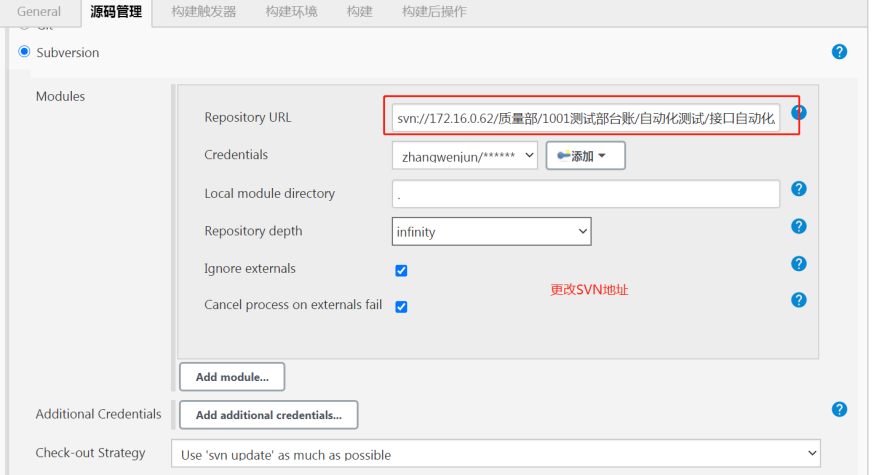 General 源码管理 构建触发器 构建环境 构建 构建后操作
Subversion
Modules
Repository URL svn://172.16.0.62/质量部/1001测试部台账/自动化测试/接口自动化
Credentials zhangwenjun/****** 添加
Local module directory .
Repository depth infinity
Ignore externals
更改SVN地址
Cancel process on externals fail
Add module...
Additional Credentials Add additional credentials...
Check-out Strategy Use 'svn update' as much as possible